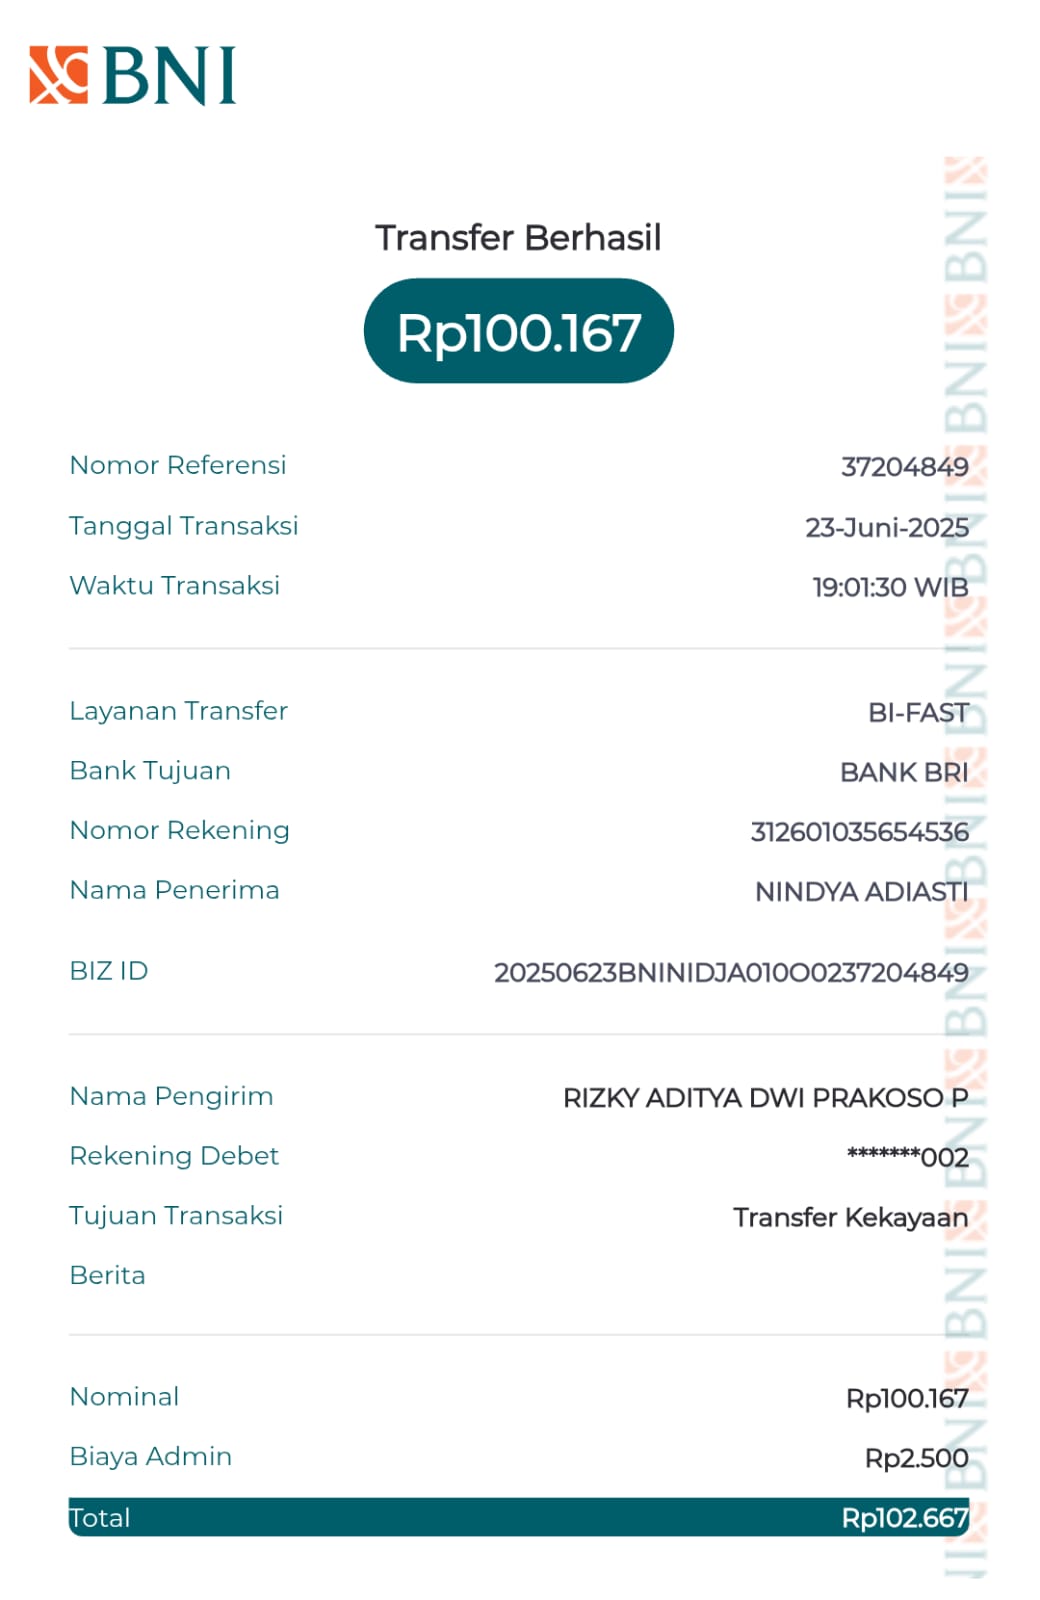 BNI
Transfer Berhasil
Rp100.167
Nomor Referensi 37204849
Tanggal Transaksi 23-Juni-2025
Waktu Transaksi 19:01:30 WIB
Layanan Transfer BI-FAST
Bank Tujuan BANK BRI
Nomor Rekening 312601035654536
Nama Penerima NINDYA ADIASTI
BIZ ID 20250623BNINIDJA010O0237204849
Nama Pengirim RIZKY ADITYA DWI PRAKOSO P
Rekening Debet *******002
Tujuan Transaksi Transfer Kekayaan
Berita
Nominal Rp100.167
Biaya Admin Rp2.500
Total Rp102.667
BNI BNI BNI BNI BNI BNI BNI BNI BNI BNI